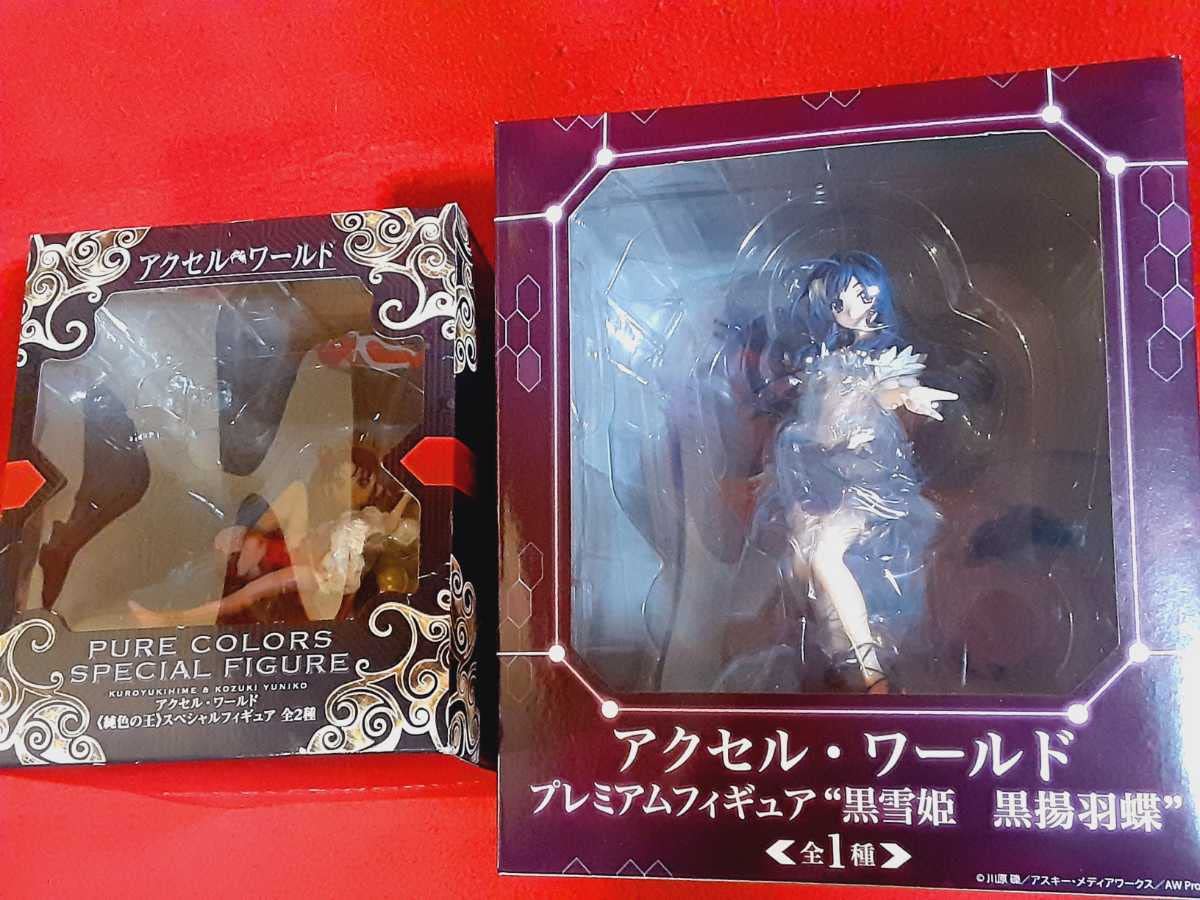 アクセル・ワールド
PURE COLORS
SPECIAL FIGURE
KUROYUKIHIME & KOZUKI YUNIKO
アクセル・ワールド
《純色の王》スペシャルフィギュア 全2種
アクセル・ワールド
プレミアムフィギュア“黒雪姫 黒揚羽蝶”
全1種
©川原 礫／アスキー・メディアワークス／AW Pro